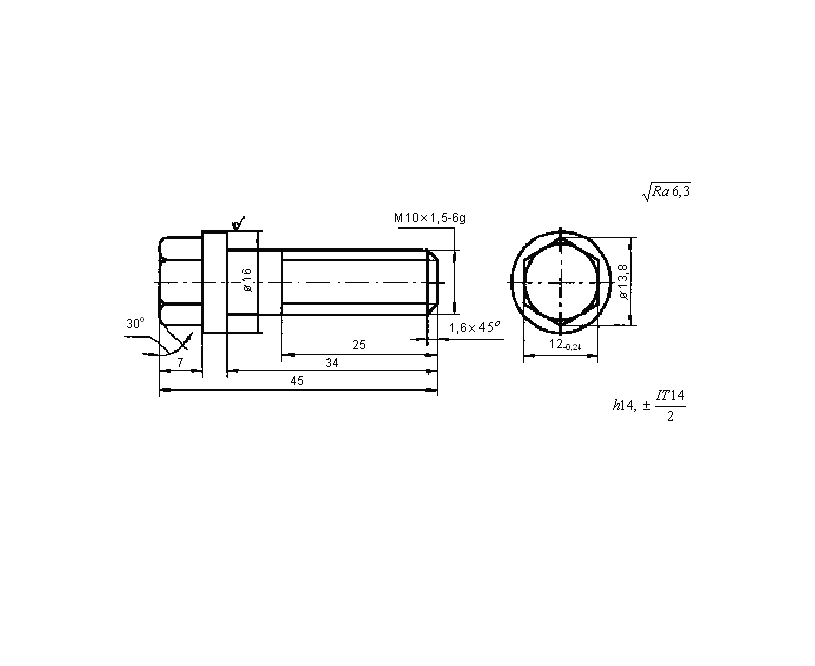 √Ra 6,3
M10×1,5-6g
ø16
ø13,8
30°
1,6×45°
12-0,24
25
7
34
45
h14, ± IT14/2